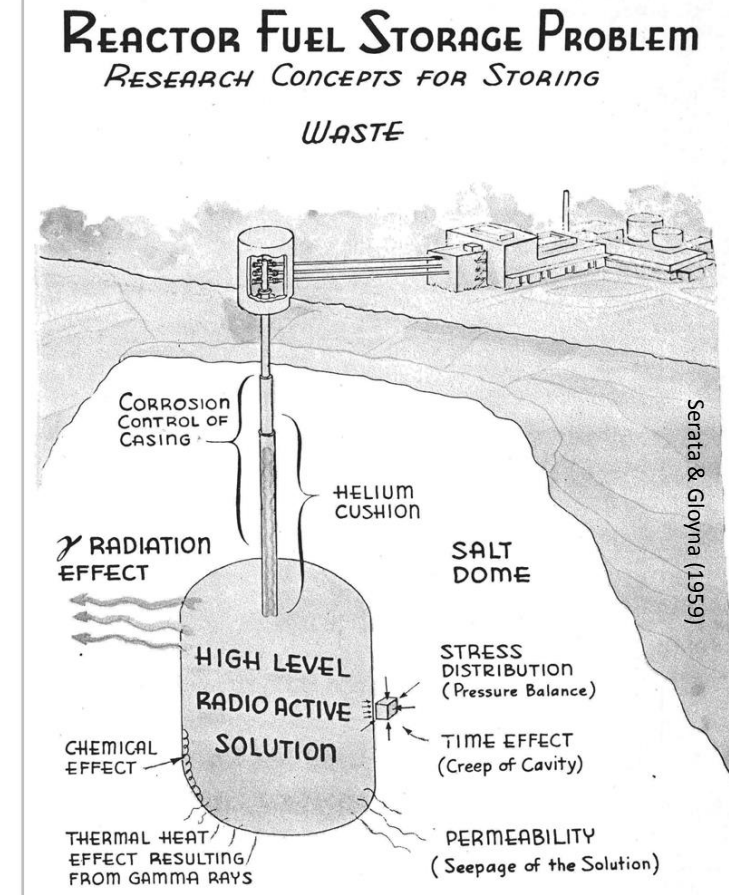 REACTOR FUEL STORAGE PROBLEM
RESEARCH CONCEPTS FOR STORING
WASTE
CORROSION
CONTROL OF
CASING
HELIUM
CUSHION
γ RADIATION
EFFECT
SALT
DOME
Serata & Gloyna (1959)
HIGH LEVEL
RADIO ACTIVE
SOLUTION
STRESS
DISTRIBUTION
(Pressure Balance)
TIME EFFECT
(Creep of Cavity)
CHEMICAL
EFFECT
THERMAL HEAT
EFFECT RESULTING
FROM GAMMA RAYS
PERMEABILITY
(Seepage of the Solution)